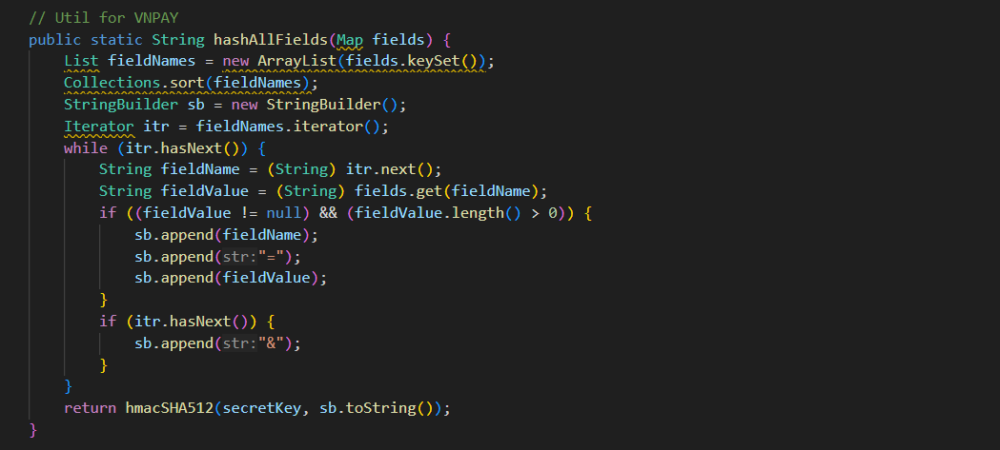 // Util for VNPAY
public static String hashAllFields(Map fields) {
    List fieldNames = new ArrayList(fields.keySet());
    Collections.sort(fieldNames);
    StringBuilder sb = new StringBuilder();
    Iterator itr = fieldNames.iterator();
    while (itr.hasNext()) {
        String fieldName = (String) itr.next();
        String fieldValue = (String) fields.get(fieldName);
        if ((fieldValue != null) && (fieldValue.length() > 0)) {
            sb.append(fieldName);
            sb.append(str:"=");
            sb.append(fieldValue);
        }
        if (itr.hasNext()) {
            sb.append(str:"&");
        }
    }
    return hmacSHA512(secretKey, sb.toString());
}